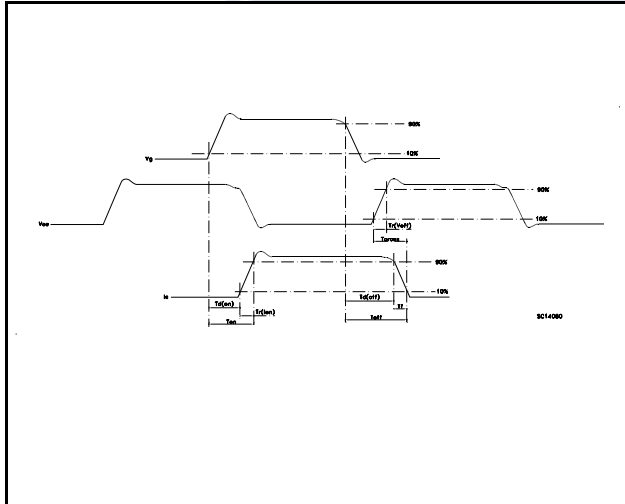 90%
Vg
10%
90%
Vce
10%
Tr(Voff)
Tcross
90%
Ic
10%
Td(on)
Td(off)
Tf
Tr(Ion)
Ton
Toff
SC14080